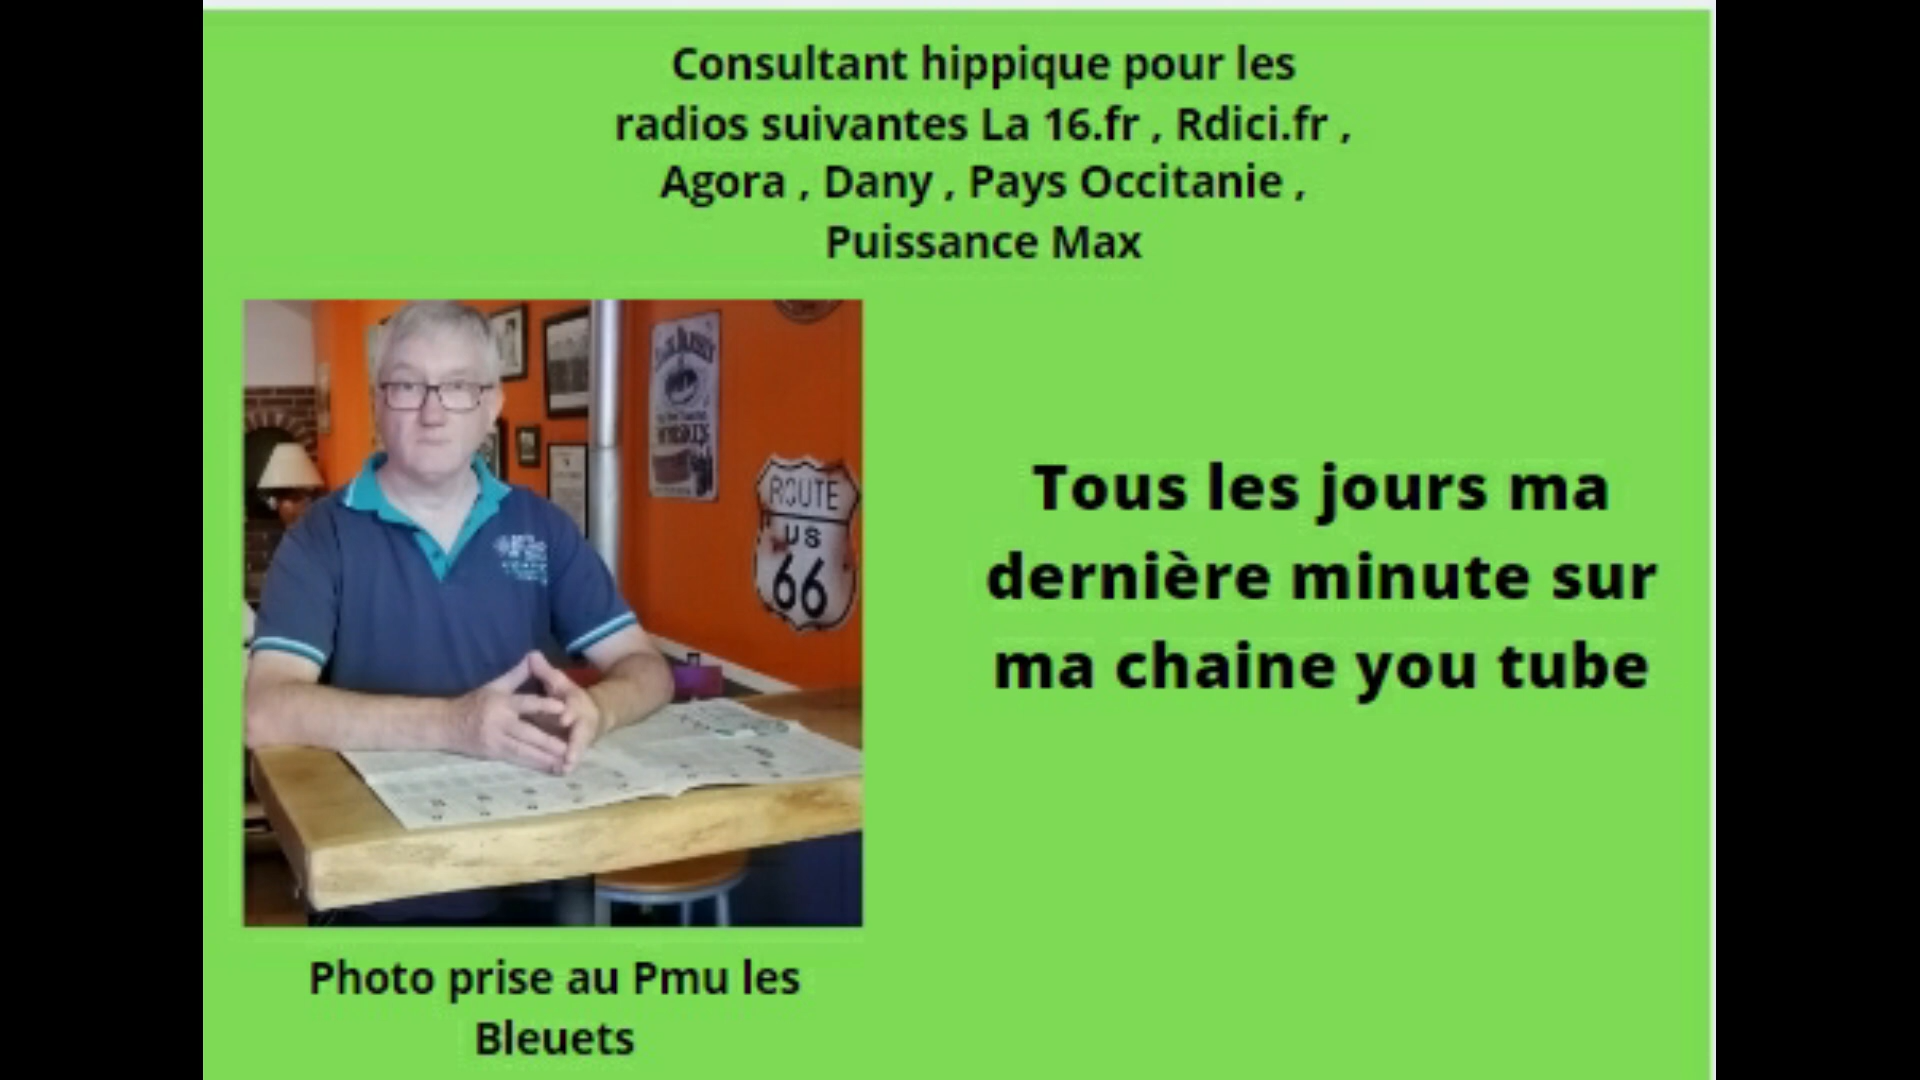 Consultant hippique pour les
radios suivantes La 16.fr , Rdici.fr ,
Agora , Dany , Pays Occitanie ,
Puissance Max
ROUTE
US
66
WHISKEY
Tous les jours ma
dernière minute sur
ma chaine you tube
Photo prise au Pmu les
Bleuets